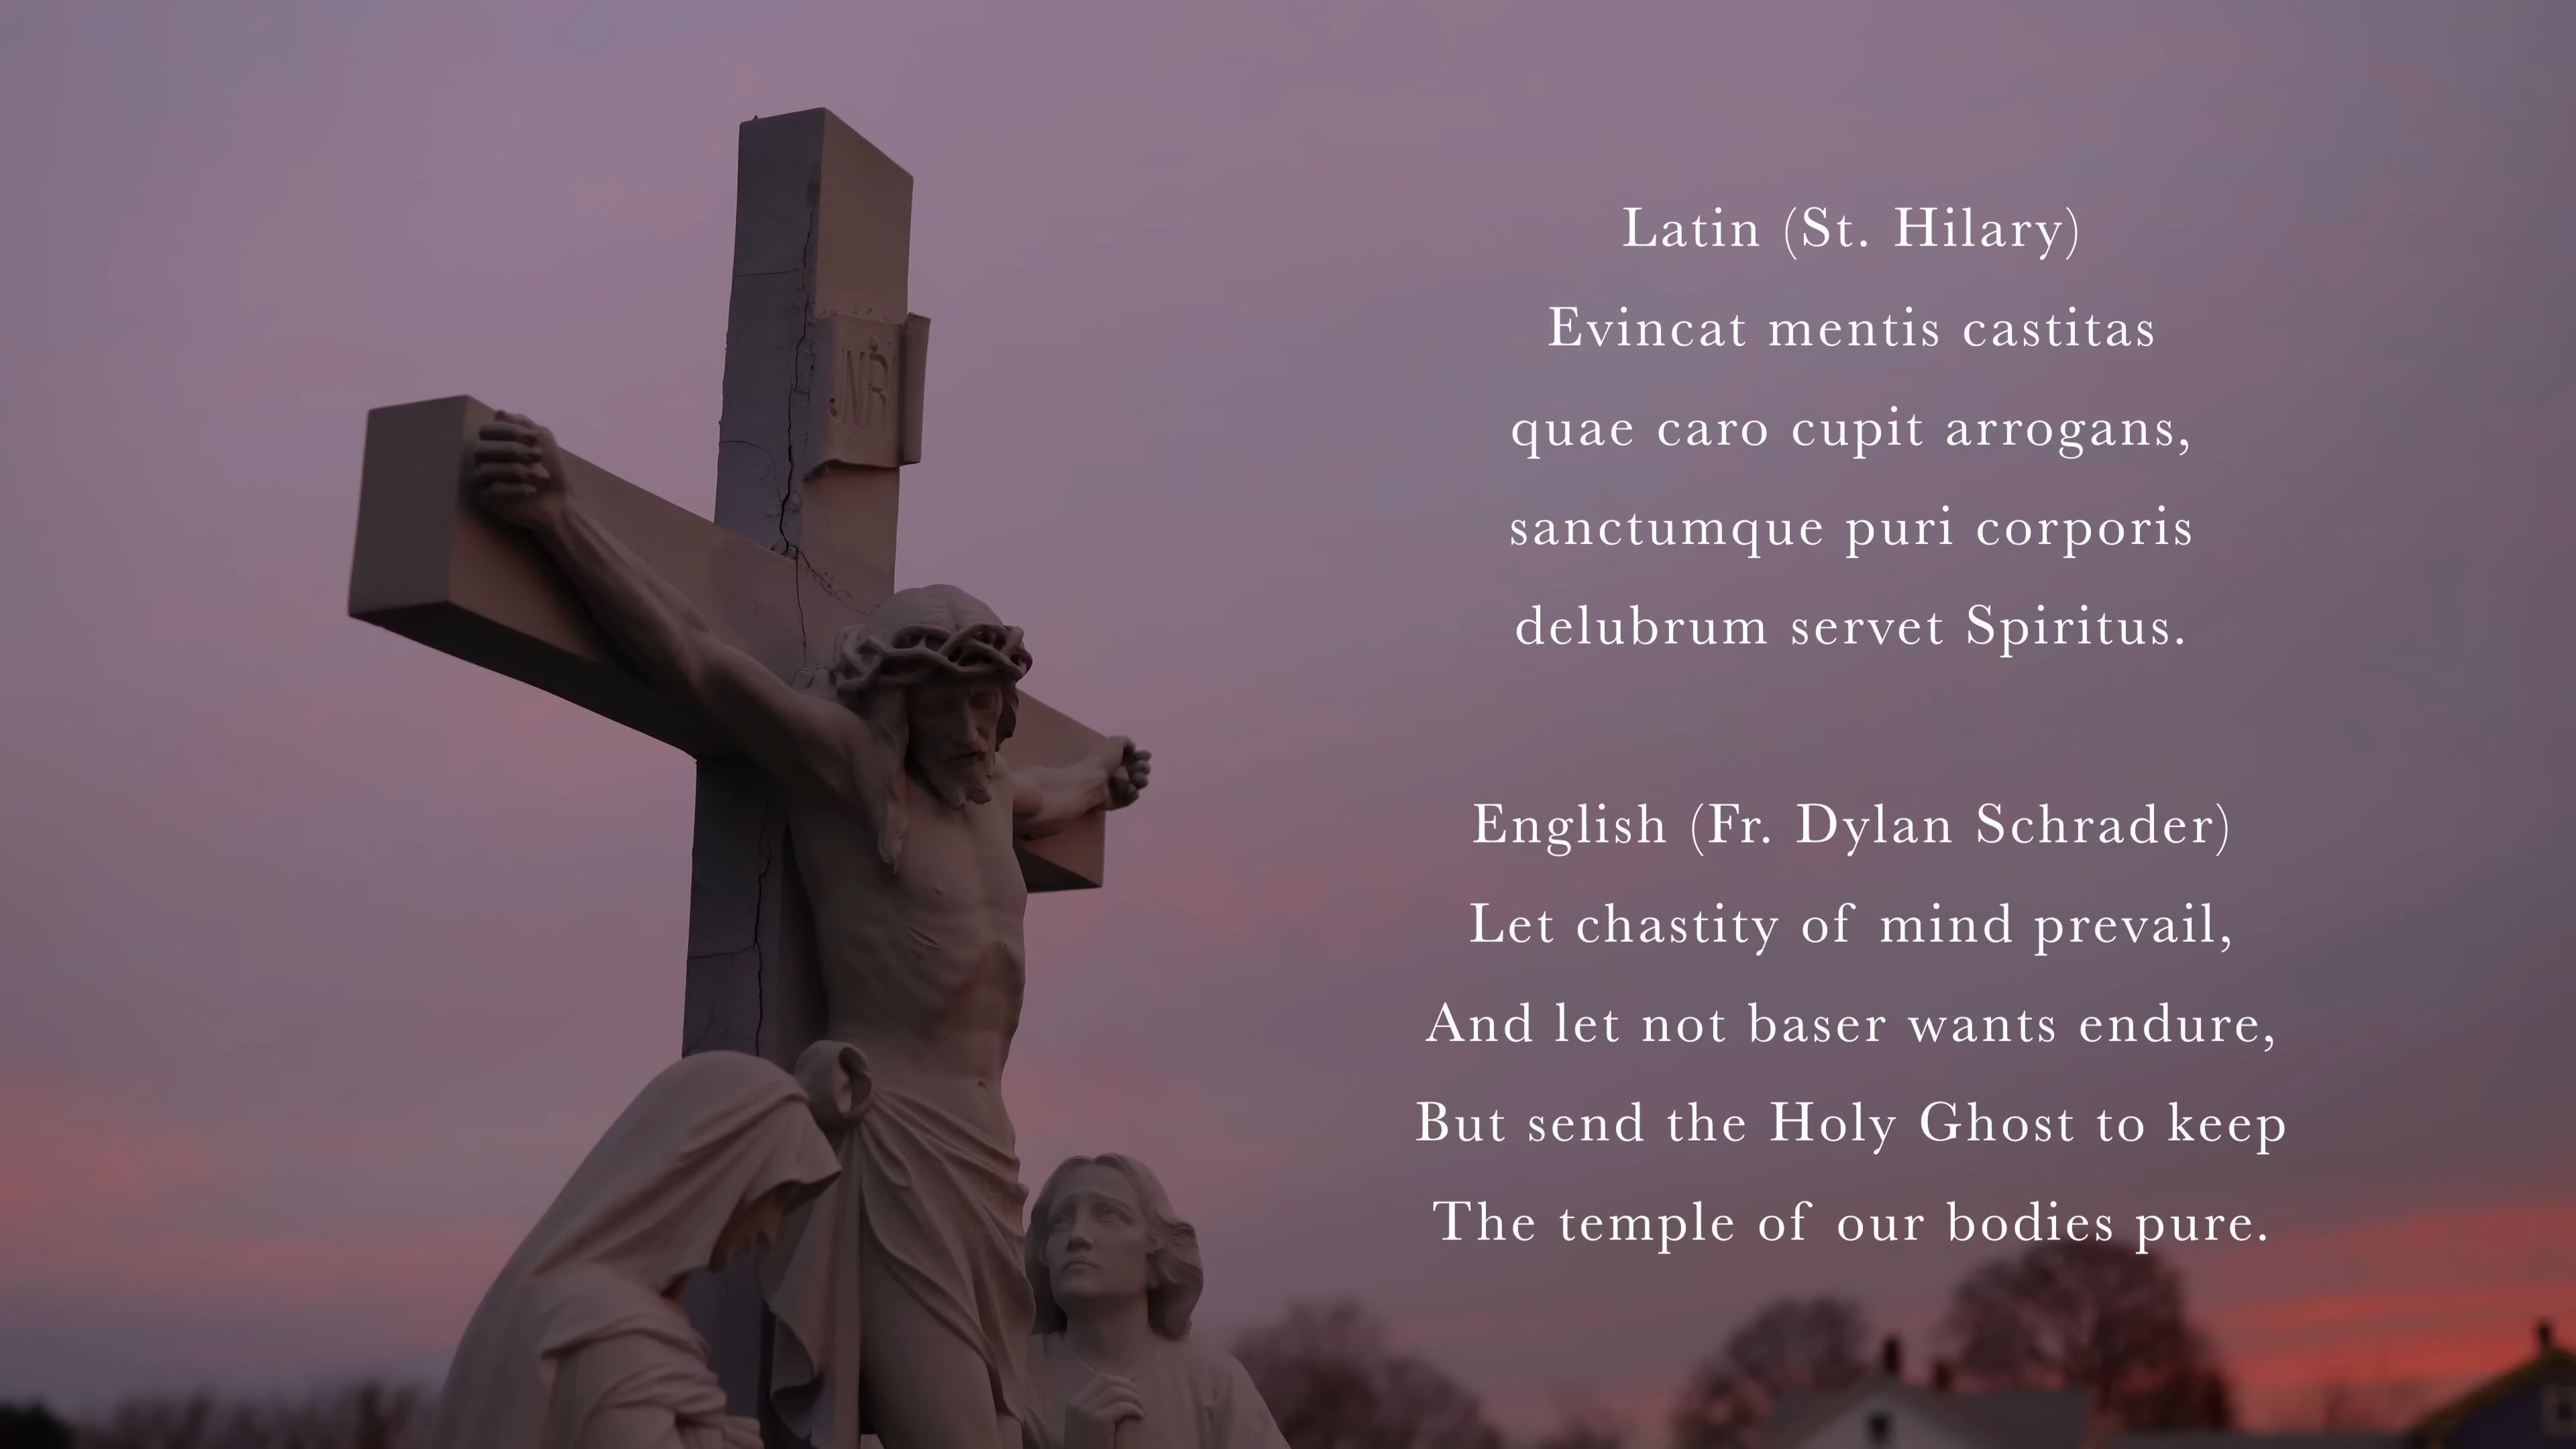 INRI
Latin (St. Hilary)
Evincat mentis castitas
quae caro cupit arrogans,
sanctumque puri corporis
delubrum servet Spiritus.
English (Fr. Dylan Schrader)
Let chastity of mind prevail,
And let not baser wants endure,
But send the Holy Ghost to keep
The temple of our bodies pure.